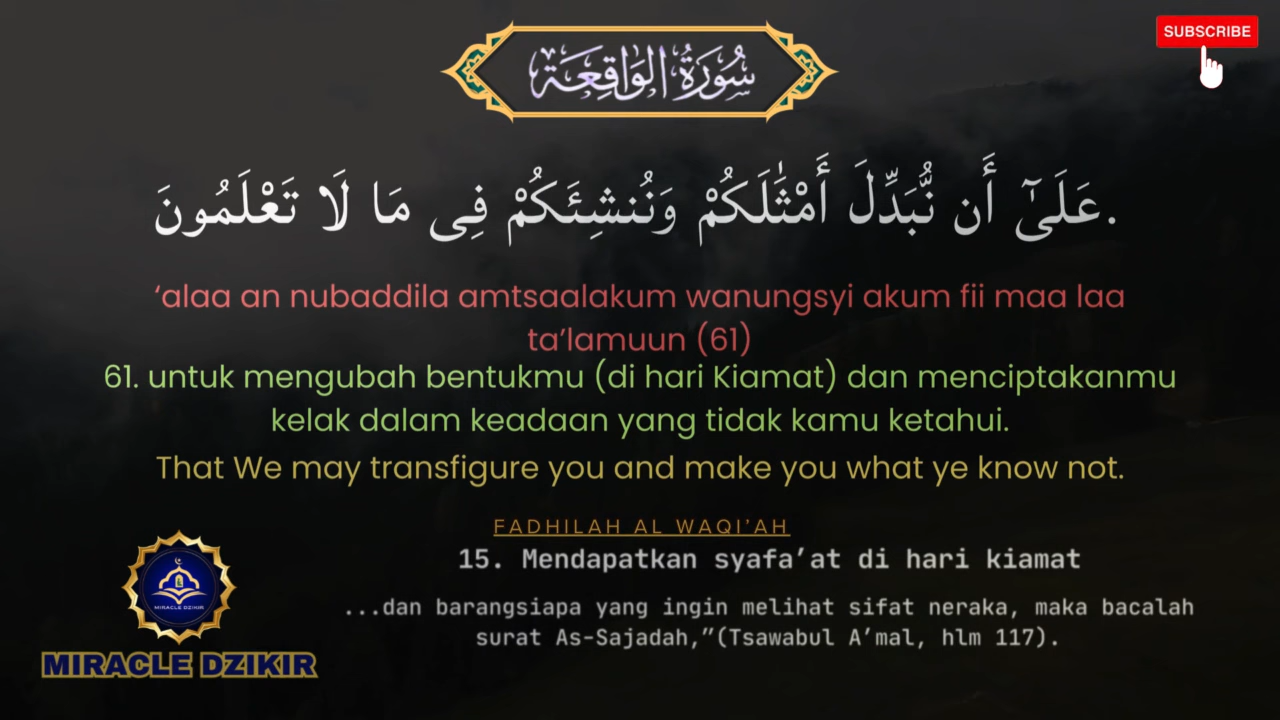 SUBSCRIBE
سُورَةُ الوَاقِعَة
عَلَىٰٓ أَن نُّبَدِّلَ أَمْثَٰلَكُمْ وَنُنشِئَكُمْ فِى مَا لَا تَعْلَمُونَ.
‘alaa an nubaddila amtsaalakum wanungsyi akum fii maa laa
ta’lamuun (61)
61. untuk mengubah bentukmu (di hari Kiamat) dan menciptakanmu
kelak dalam keadaan yang tidak kamu ketahui.
That We may transfigure you and make you what ye know not.
FADHILAH AL WAQI’AH
15. Mendapatkan syafa’at di hari kiamat
...dan barangsiapa yang ingin melihat sifat neraka, maka bacalah
surat As-Sajadah,”(Tsawabul A’mal, hlm 117).
MIRACLE DZIKIR
MIRACLE DZIKIR